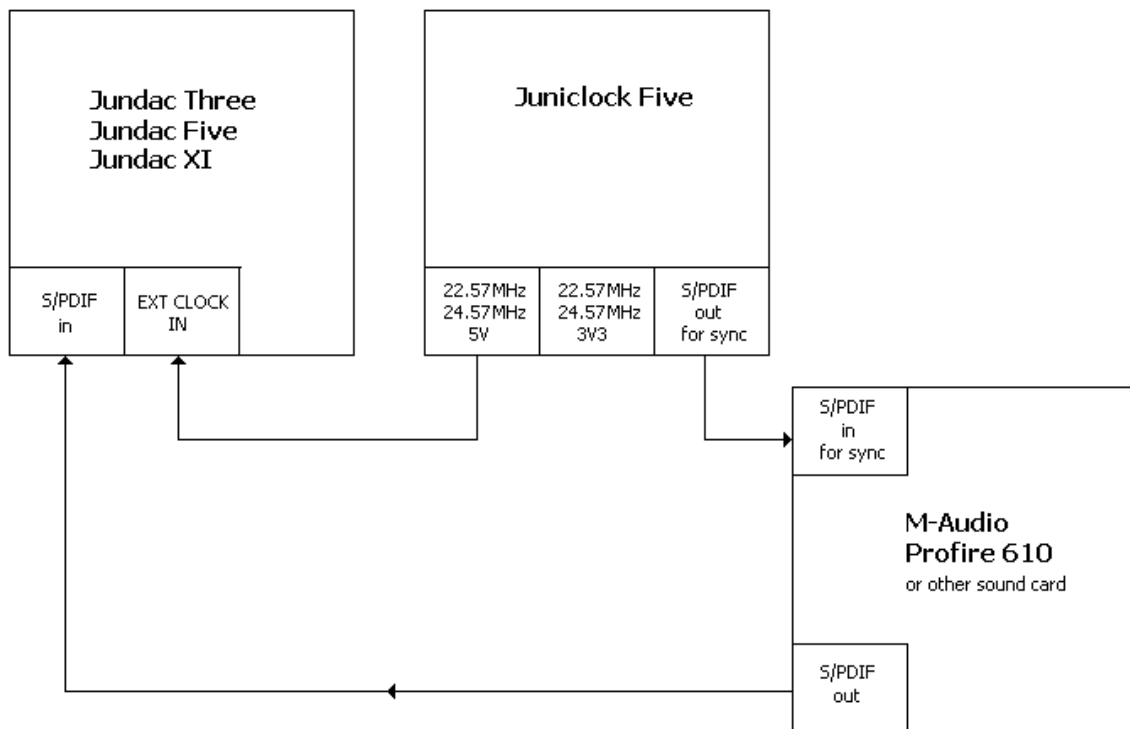 Jundac Three
Jundac Five
Jundac XI
S/PDIF
in
EXT CLOCK
IN
Juniclock Five
22.57MHz
24.57MHz
5V
22.57MHz
24.57MHz
3V3
S/PDIF
out
for sync
S/PDIF
in
for sync
M-Audio
Profire 610
or other sound card
S/PDIF
out